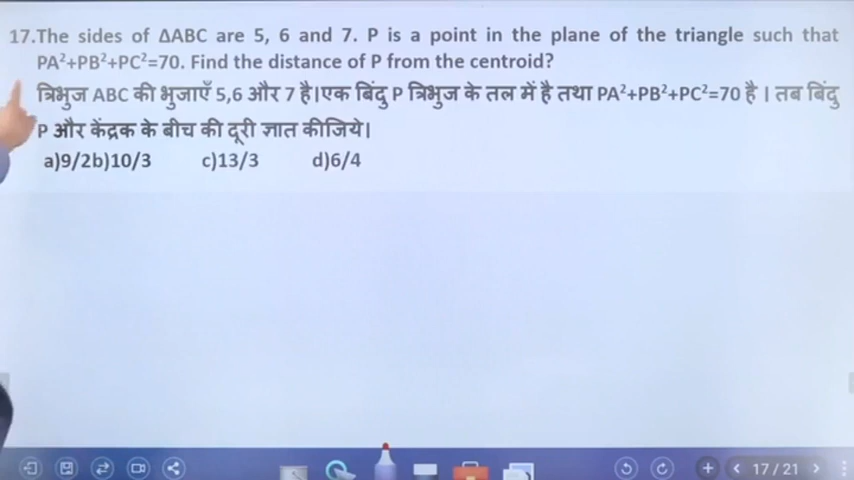 17.The sides of ΔABC are 5, 6 and 7. P is a point in the plane of the triangle such that
PA²+PB²+PC²=70. Find the distance of P from the centroid?
त्रिभुज ABC की भुजाएँ 5,6 और 7 है।एक बिंदु P त्रिभुज के तल में है तथा PA²+PB²+PC²=70 है । तब बिंदु
P और केंद्रक के बीच की दूरी ज्ञात कीजिये।
a)9/2b)10/3 c)13/3 d)6/4
17 / 21